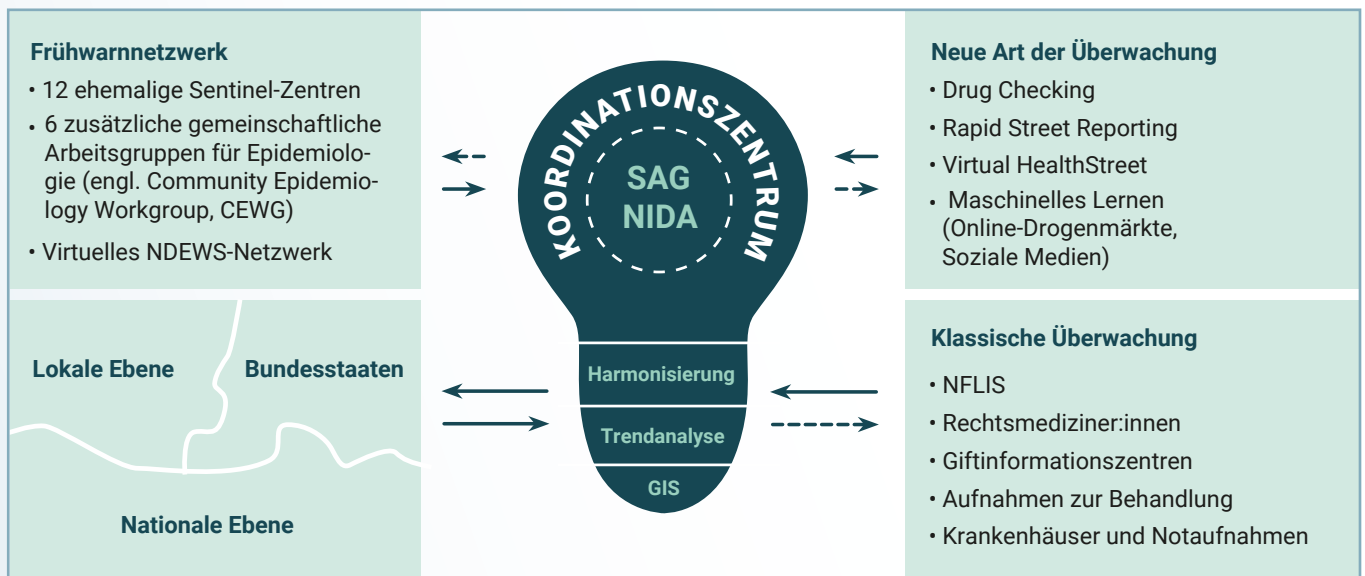 Frühwarnnetzwerk
• 12 ehemalige Sentinel-Zentren
• 6 zusätzliche gemeinschaftliche
Arbeitsgruppen für Epidemiolo-
gie (engl. Community Epidemio-
logy Workgroup, CEWG)
• Virtuelles NDEWS-Netzwerk
Lokale Ebene
Bundesstaaten
Nationale Ebene
KOORDINATIONSZENTRUM
SAG
NIDA
Harmonisierung
Trendanalyse
GIS
Neue Art der Überwachung
• Drug Checking
• Rapid Street Reporting
• Virtual HealthStreet
• Maschinelles Lernen
(Online-Drogenmärkte,
Soziale Medien)
Klassische Überwachung
• NFLIS
• Rechtsmediziner:innen
• Giftinformationszentren
• Aufnahmen zur Behandlung
• Krankenhäuser und Notaufnahmen